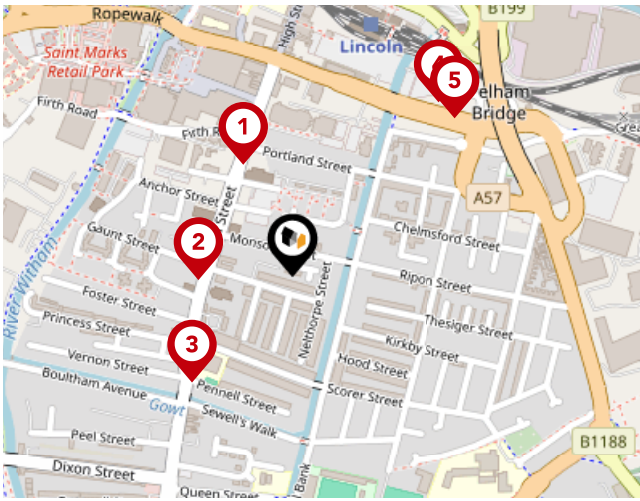 Ropewalk
B199
High St
Lincoln
Saint Marks
Retail Park
5
elham
Bridge
Firth Road
Firth R
1
Portland Street
Anchor Street
A57
Street
Gaunt Street
2
Monso
Chelmsford Street
River Witham
Ripon Street
Foster Street
Nelthorpe Street
Princess Street
Thesiger Street
3
Kirkby Street
Vernon Street
Hood Street
Boultham Avenue
Pennell Street
Scorer Street
Gowt
Sewell's Walk
Peel Street
B1188
Dixon Street
Bank
Queen Street